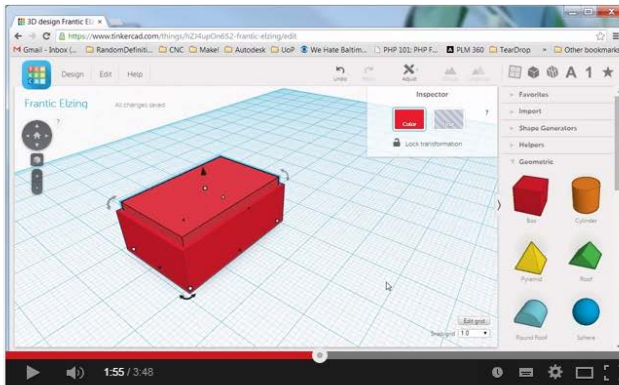 3D design Frantic Elz
https://www.tinkercad.com/things/hZJ4upOn652-frantic-elzing/edit
M Gmail - Inbox (... RandomDefiniti... CNC Make! Autodesk UoP We Hate Baltim... PHP 101: PHP F... PLM 360 TearDrop » Other bookmarks
Design Edit Help
Undo Adjust
A 1
Frantic Elzing All changes saved
?
Inspector
Color ?
Lock transformation
Favorites
Import
Shape Generators
Helpers
Geometric
Box Cylinder
Pyramid Roof
Round Roof Sphere
Edit grid
Snap grid 1.0
1:55 / 3:48